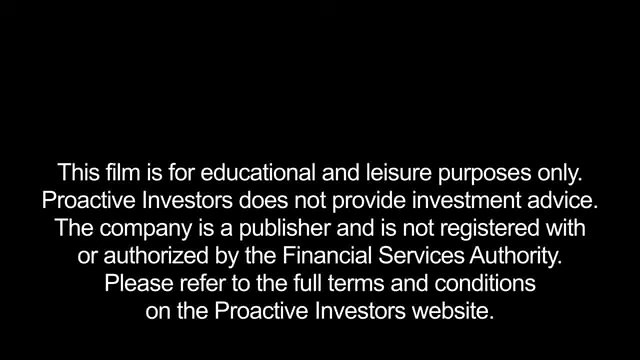 This film is for educational and leisure purposes only.
Proactive Investors does not provide investment advice.
The company is a publisher and is not registered with
or authorized by the Financial Services Authority.
Please refer to the full terms and conditions
on the Proactive Investors website.